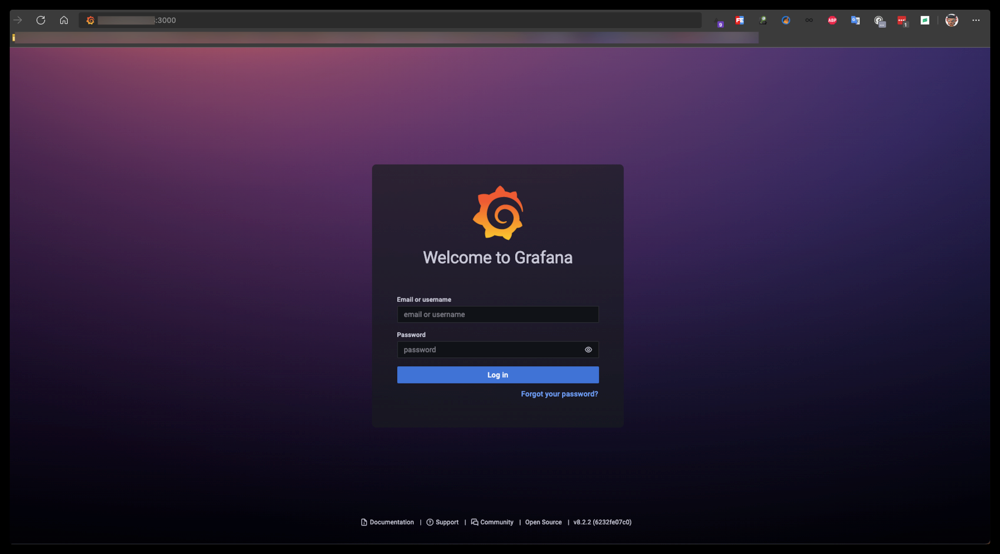 :3000
Welcome to Grafana
Email or username
email or username
Password
password
Log in
Forgot your password?
Documentation | Support | Community | Open Source | v8.2.2 (6232fe07c0)